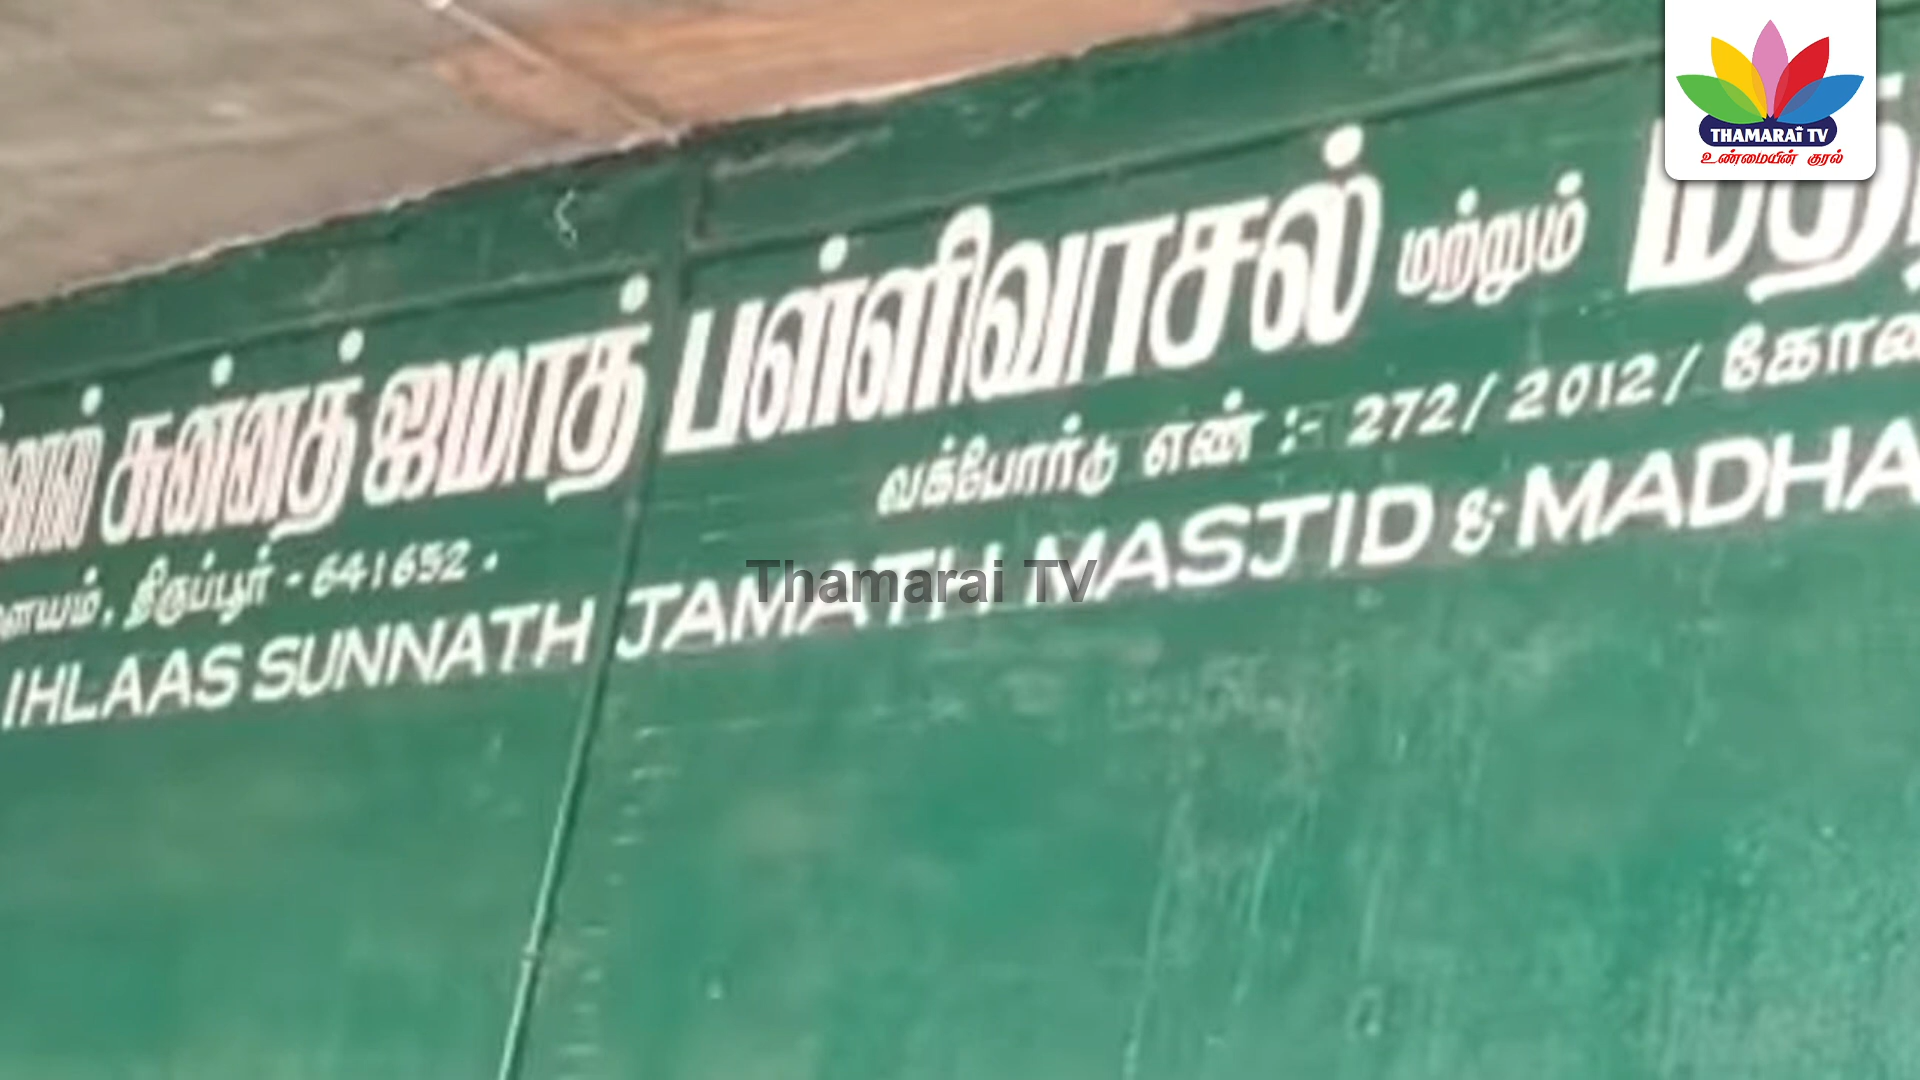 THAMARAI TV
உண்மையின் குரல்
சுன்னத் ஜமாத் பள்ளிவாசல் மற்றும்
வக்போர்டு எண் :- 272/2012/
திருப்பூர் - 641652.
IHLAAS SUNNATH JAMATH MASJID & MADHA
Thamarai TV